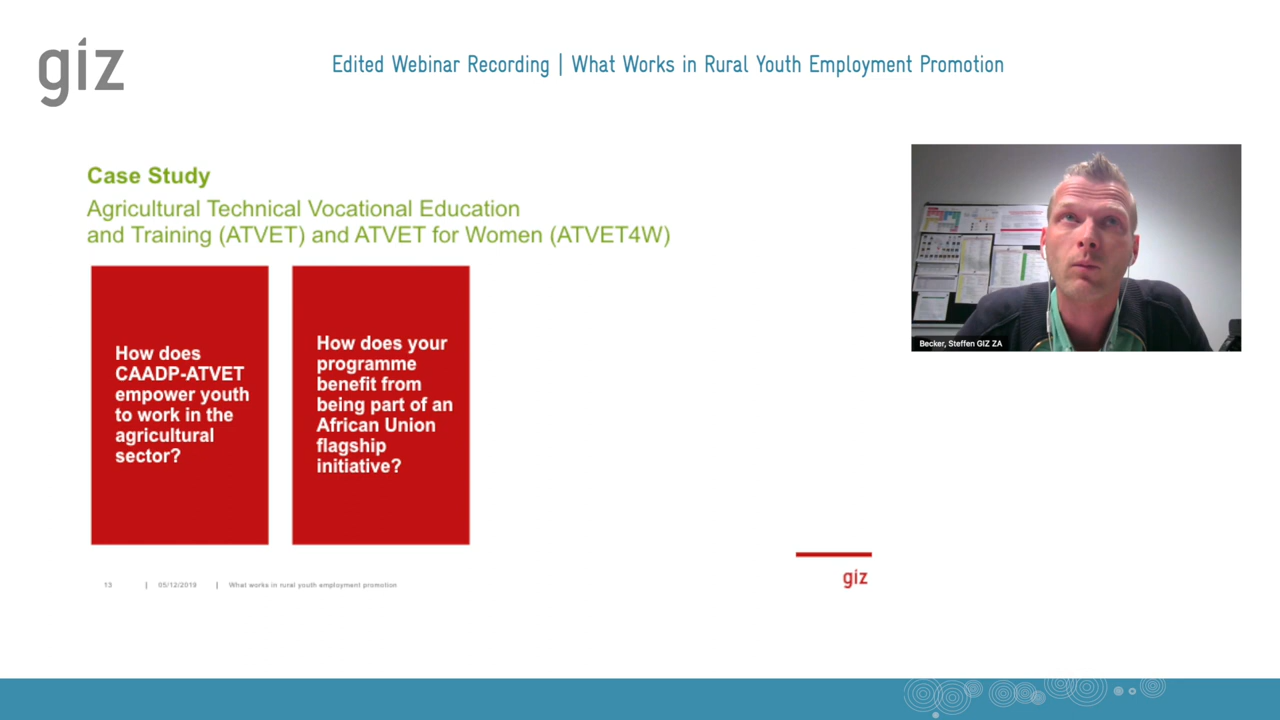 giz
Edited Webinar Recording | What Works in Rural Youth Employment Promotion
Case Study
Agricultural Technical Vocational Education
and Training (ATVET) and ATVET for Women (ATVET4W)
How does
CAADP-ATVET
empower youth
to work in the
agricultural
sector?
How does your
programme
benefit from
being part of an
African Union
flagship
initiative?
Becker, Steffen GIZ ZA
13 | 05/12/2019 | What works in rural youth employment promotion
giz